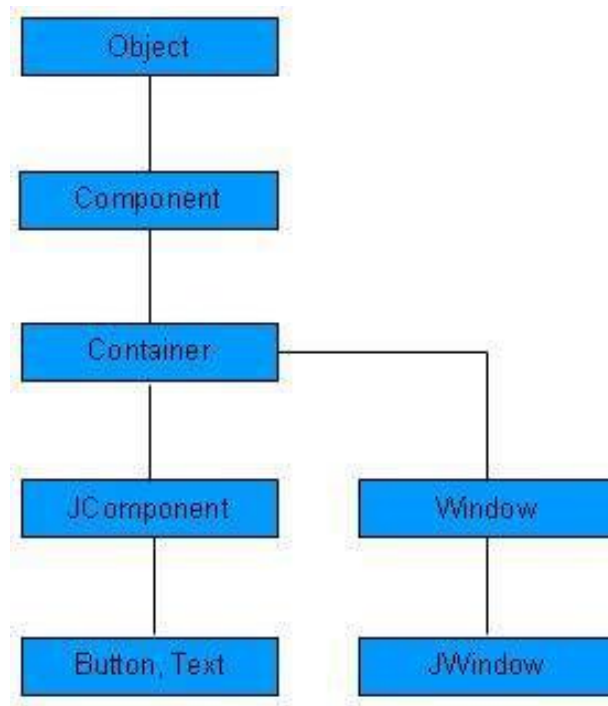 Object
Component
Container
JComponent
Window
Button, Text
JWindow